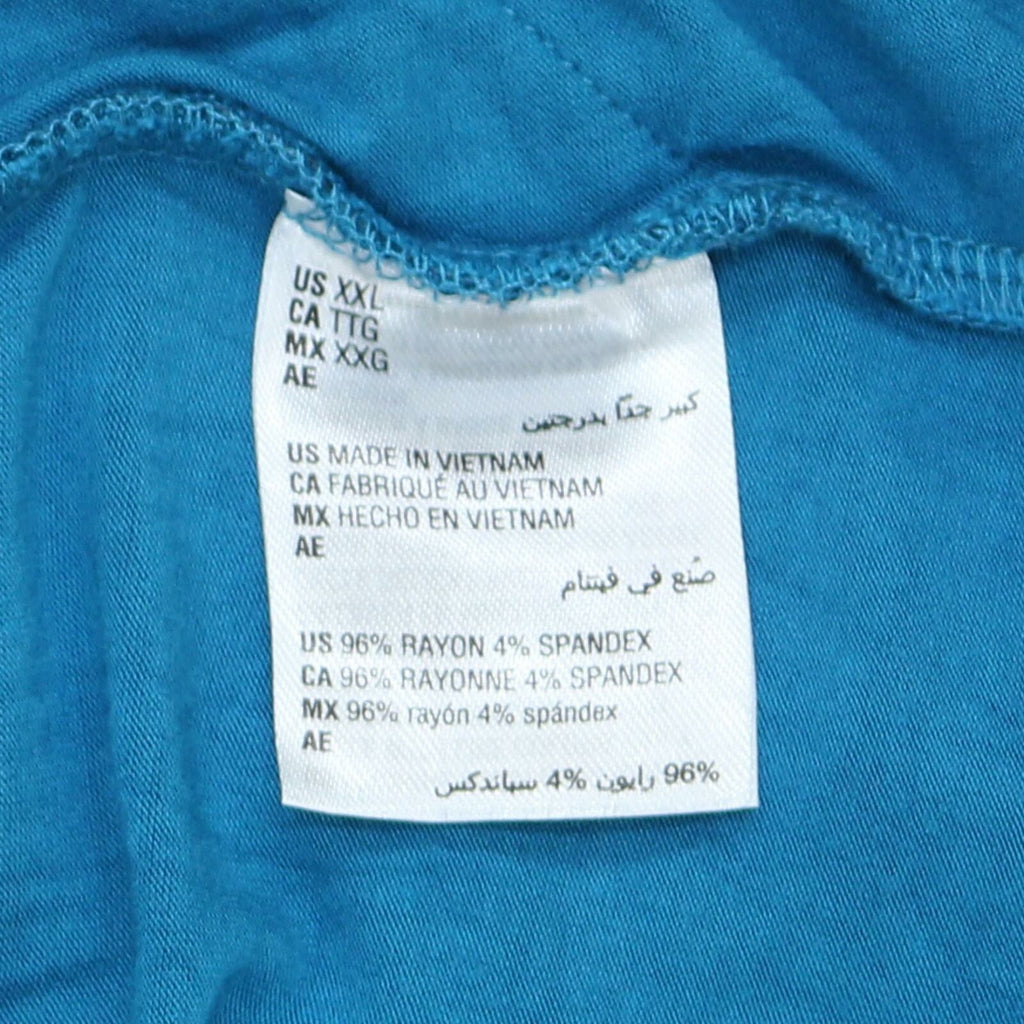 US XXL
CA TTG
MX XXG
AE
كبير جدًا بدرجتين
US MADE IN VIETNAM
CA FABRIQUÉ AU VIETNAM
MX HECHO EN VIETNAM
AE
صُنع في فيتنام
US 96% RAYON 4% SPANDEX
CA 96% RAYONNE 4% SPANDEX
MX 96% rayón 4% spándex
AE
96% رايون 4% سباندكس